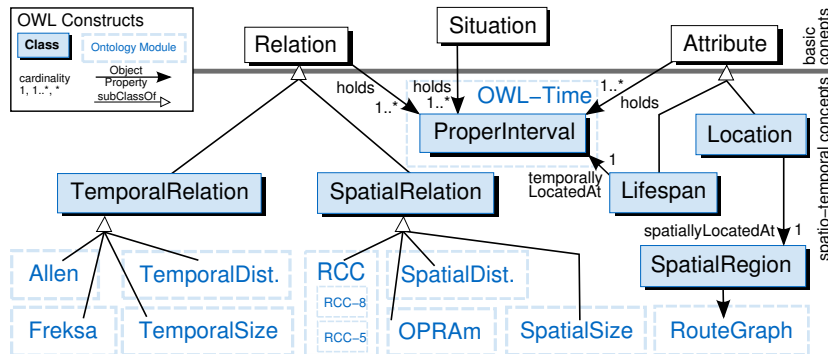 OWL Constructs
Class
Ontology Module
cardinality
1, 1..*, *
Object
Property
subClassOf
Relation
Situation
Attribute
basic
conepts
holds
1..*
holds
1..*
1..*
holds
OWL-Time
ProperInterval
Location
1
temporally
LocatedAt
Lifespan
spatio-temporal concepts
TemporalRelation
SpatialRelation
spatiallyLocatedAt
1
SpatialRegion
Allen
TemporalDist.
RCC
SpatialDist.
RCC-8
Freksa
TemporalSize
RCC-5
OPRAm
SpatialSize
RouteGraph